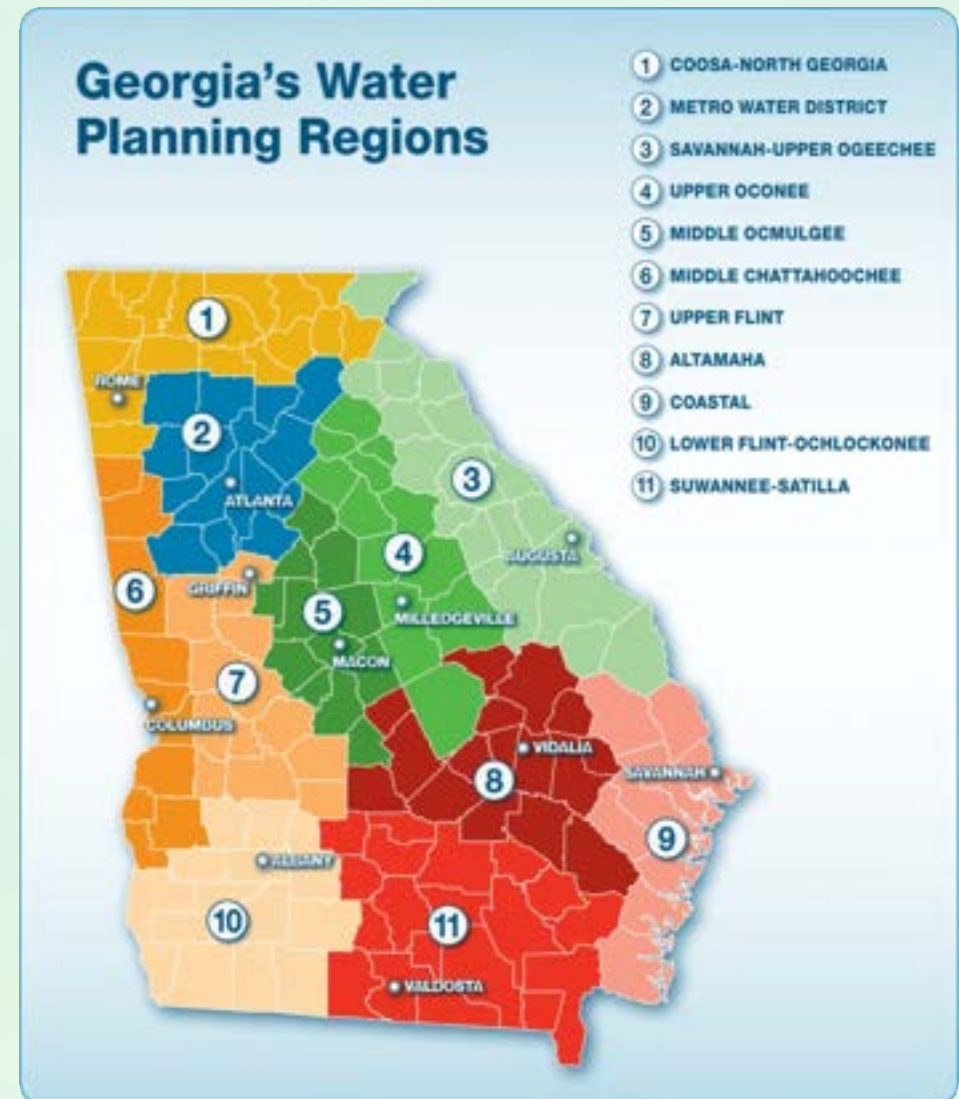 Georgia's Water
Planning Regions
1 COOSA-NORTH GEORGIA
2 METRO WATER DISTRICT
3 SAVANNAH-UPPER OGEECHEE
4 UPPER OCONEE
5 MIDDLE OCMULGEE
6 MIDDLE CHATTAHOOCHEE
7 UPPER FLINT
8 ALTAMAHA
9 COASTAL
10 LOWER FLINT-OCHLOCKONEE
11 SUWANNEE-SATILLA
1
ROME
2
ATLANTA
3
AUGUSTA
4
6
GRIFFIN
5
MILLEDGEVILLE
MACON
7
COLUMBUS
VIDALIA
8
SAVANNAH
9
ALBANY
10
11
VALDOSTA